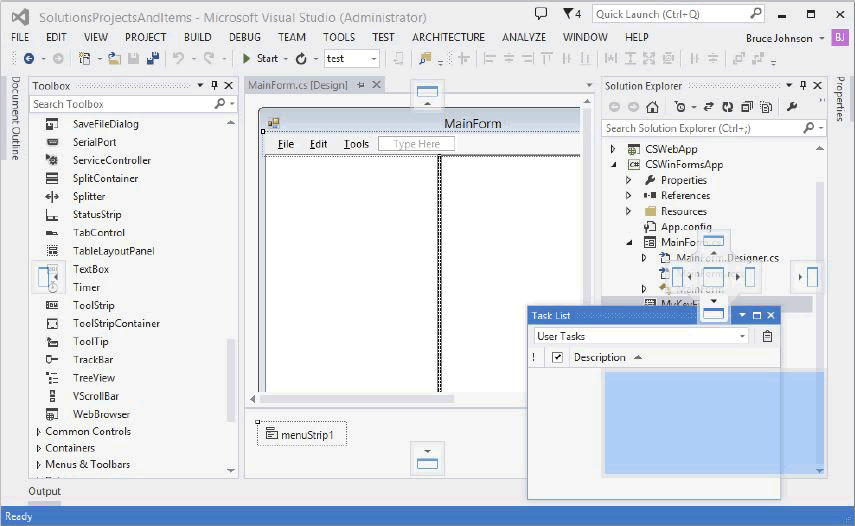 SolutionsProjectsAndItems - Microsoft Visual Studio (Administrator)
4
Quick Launch (Ctrl+Q)
FILE EDIT VIEW PROJECT BUILD DEBUG TEAM TOOLS TEST ARCHITECTURE ANALYZE WINDOW HELP
Bruce Johnson BJ
Start
test
Document Outline
Toolbox
Search Toolbox
SaveFileDialog
SerialPort
ServiceController
SplitContainer
Splitter
StatusStrip
TabControl
TableLayoutPanel
TextBox
Timer
ToolStrip
ToolStripContainer
ToolTip
TrackBar
TreeView
VScrollBar
WebBrowser
Common Controls
Containers
Menus & Toolbars
MainForm.cs [Design]
MainForm
File Edit Tools Type Here
menuStrip1
Solution Explorer
Search Solution Explorer (Ctrl+;)
CSWebApp
CSWinFormsApp
Properties
References
Resources
App.config
MainForm.cs
MainForm.Designer.cs
MainForm
Properties
Task List
User Tasks
! Description
Output
Ready